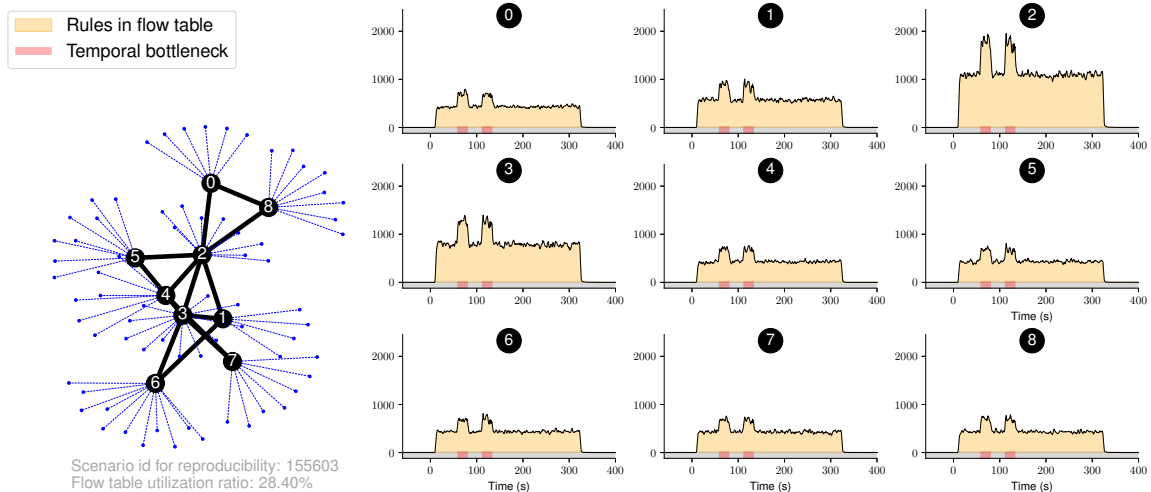 Rules in flow table
Temporal bottleneck
0
8
5
2
4
3
1
7
6
Scenario id for reproducibility: 155603
Flow table utilization ratio: 28.40%
0
2000
1000
0
0 100 200 300 400
1
2000
1000
0
0 100 200 300 400
2
2000
1000
0
0 100 200 300 400
3
2000
1000
0
0 100 200 300 400
4
2000
1000
0
0 100 200 300 400
5
2000
1000
0
0 100 200 300 400
Time (s)
6
2000
1000
0
0 100 200 300 400
Time (s)
7
2000
1000
0
0 100 200 300 400
Time (s)
8
2000
1000
0
0 100 200 300 400
Time (s)